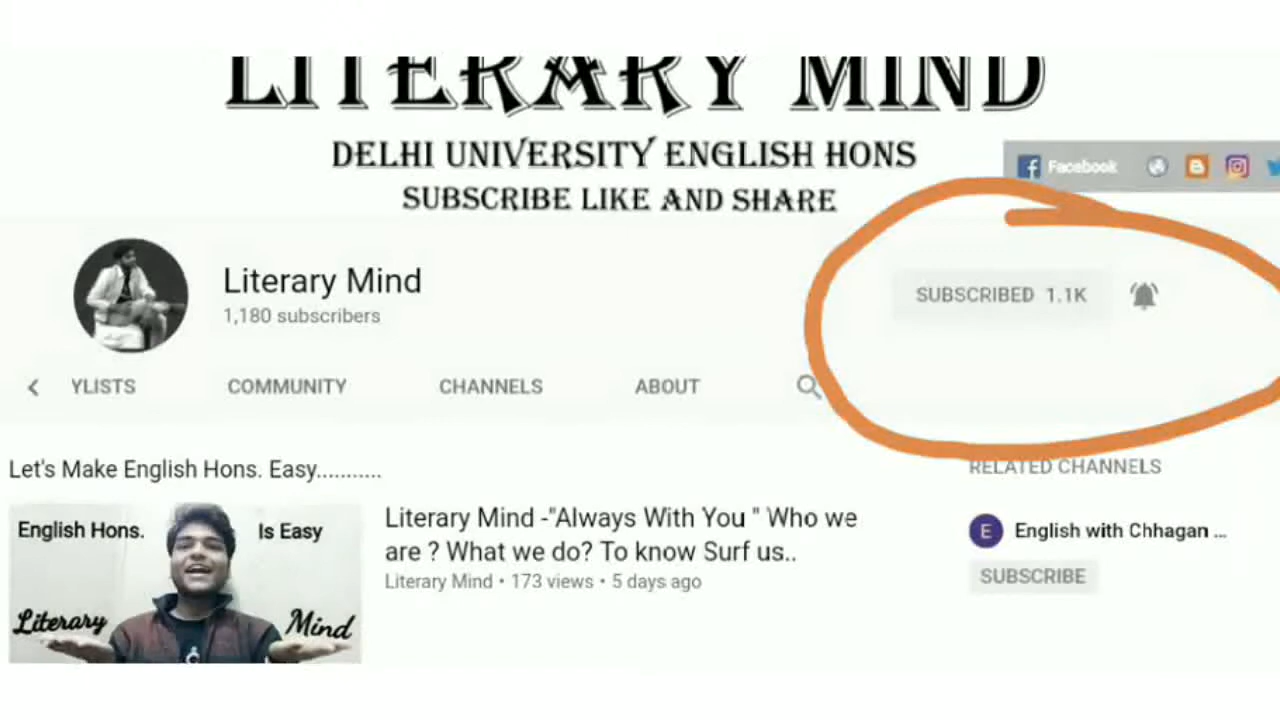 LITERARY MIND
DELHI UNIVERSITY ENGLISH HONS
Facebook
SUBSCRIBE LIKE AND SHARE
Literary Mind
1,180 subscribers
SUBSCRIBED 1.1K
YLISTS COMMUNITY CHANNELS ABOUT
Let's Make English Hons. Easy...........
RELATED CHANNELS
English Hons. Is Easy
Literary Mind
Literary Mind -"Always With You " Who we
are ? What we do? To know Surf us..
Literary Mind • 173 views • 5 days ago
E English with Chhagan ...
SUBSCRIBE